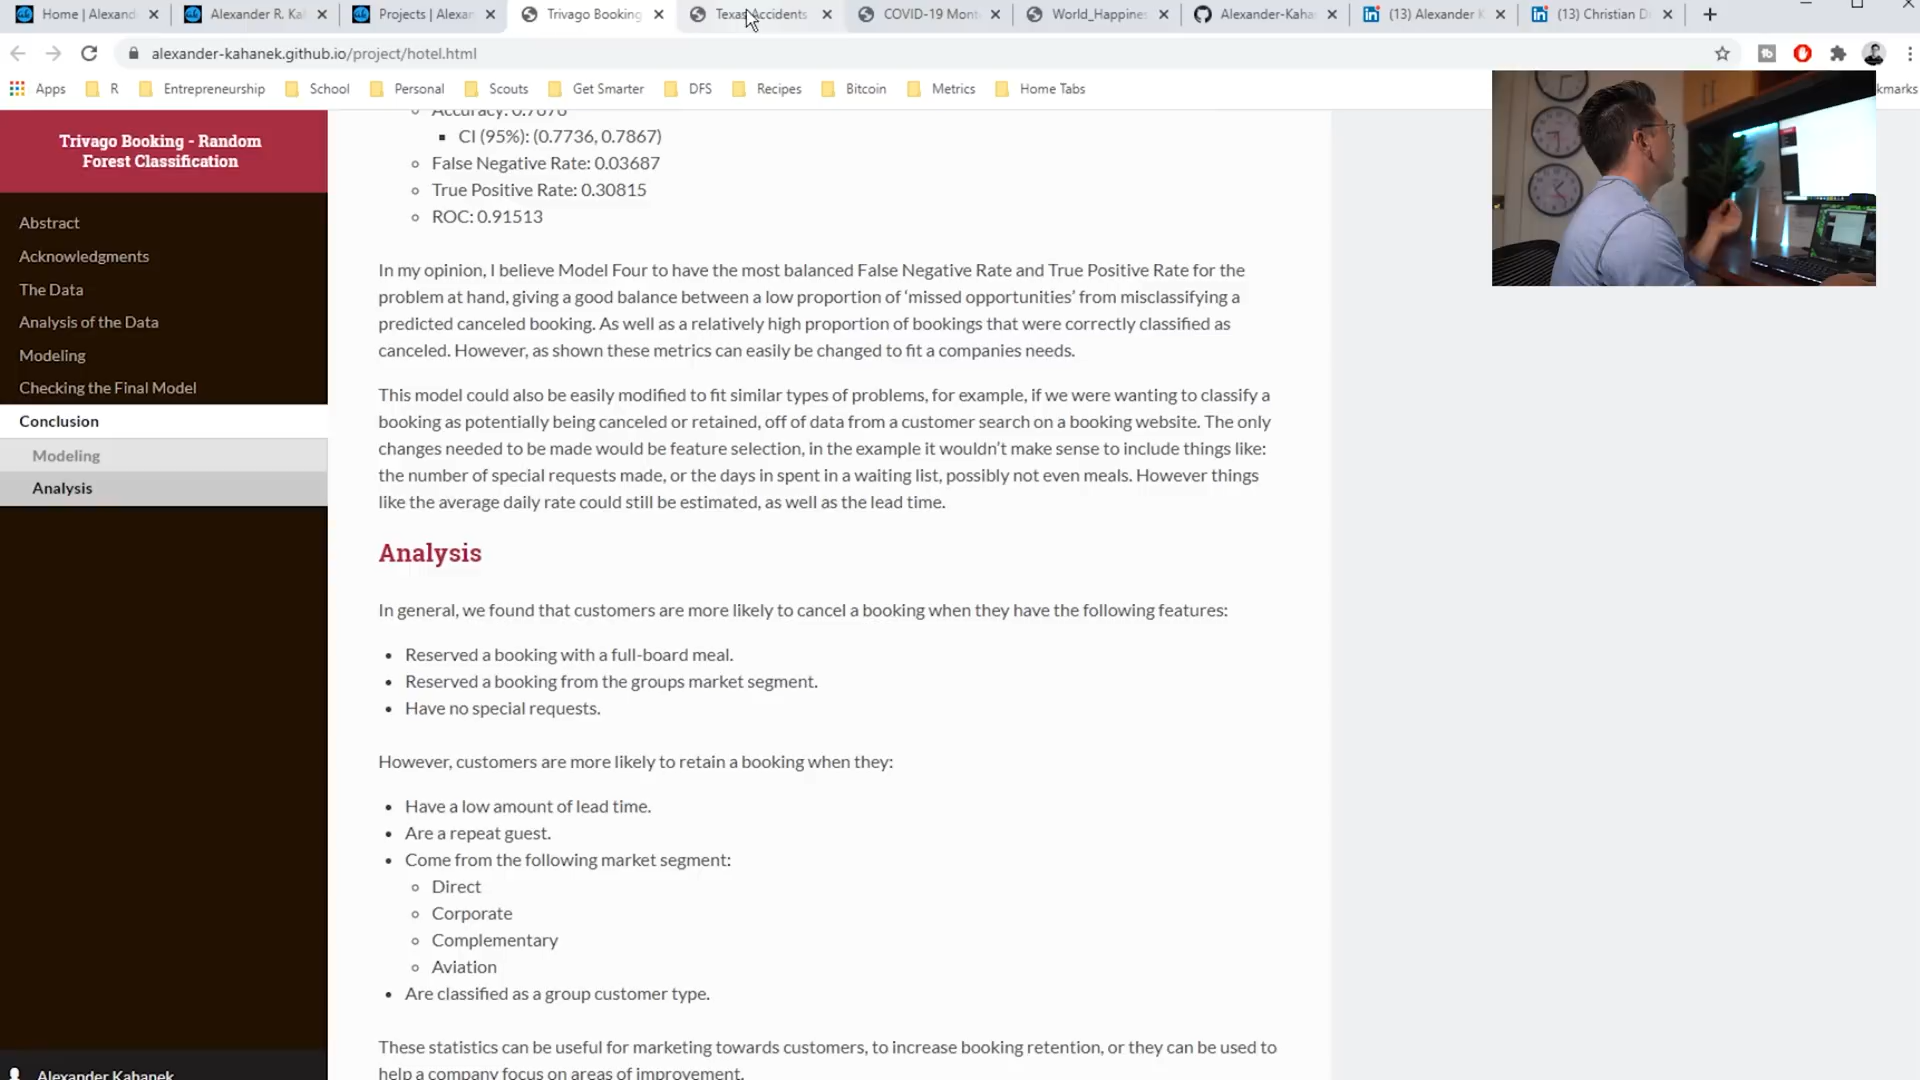 Home | Alexand
Alexander R. Ka
Projects | Alexan
Trivago Booking
Texas Accidents
COVID-19 Mont
World_Happine
Alexander-Kaha
(13) Alexander K
(13) Christian D
alexander-kahanek.github.io/project/hotel.html
Apps
R
Entrepreneurship
School
Personal
Scouts
Get Smarter
DFS
Recipes
Bitcoin
Metrics
Home Tabs
kmarks
Trivago Booking - Random
Forest Classification
Abstract
Acknowledgments
The Data
Analysis of the Data
Modeling
Checking the Final Model
Conclusion
Modeling
Analysis
Alexander Kahanek
CI (95%): (0.7736, 0.7867)
False Negative Rate: 0.03687
True Positive Rate: 0.30815
ROC: 0.91513
In my opinion, I believe Model Four to have the most balanced False Negative Rate and True Positive Rate for the
problem at hand, giving a good balance between a low proportion of ‘missed opportunities’ from misclassifying a
predicted canceled booking. As well as a relatively high proportion of bookings that were correctly classified as
canceled. However, as shown these metrics can easily be changed to fit a companies needs.
This model could also be easily modified to fit similar types of problems, for example, if we were wanting to classify a
booking as potentially being canceled or retained, off of data from a customer search on a booking website. The only
changes needed to be made would be feature selection, in the example it wouldn’t make sense to include things like:
the number of special requests made, or the days in spent in a waiting list, possibly not even meals. However things
like the average daily rate could still be estimated, as well as the lead time.
Analysis
In general, we found that customers are more likely to cancel a booking when they have the following features:
Reserved a booking with a full-board meal.
Reserved a booking from the groups market segment.
Have no special requests.
However, customers are more likely to retain a booking when they:
Have a low amount of lead time.
Are a repeat guest.
Come from the following market segment:
Direct
Corporate
Complementary
Aviation
Are classified as a group customer type.
These statistics can be useful for marketing towards customers, to increase booking retention, or they can be used to
help a company focus on areas of improvement.